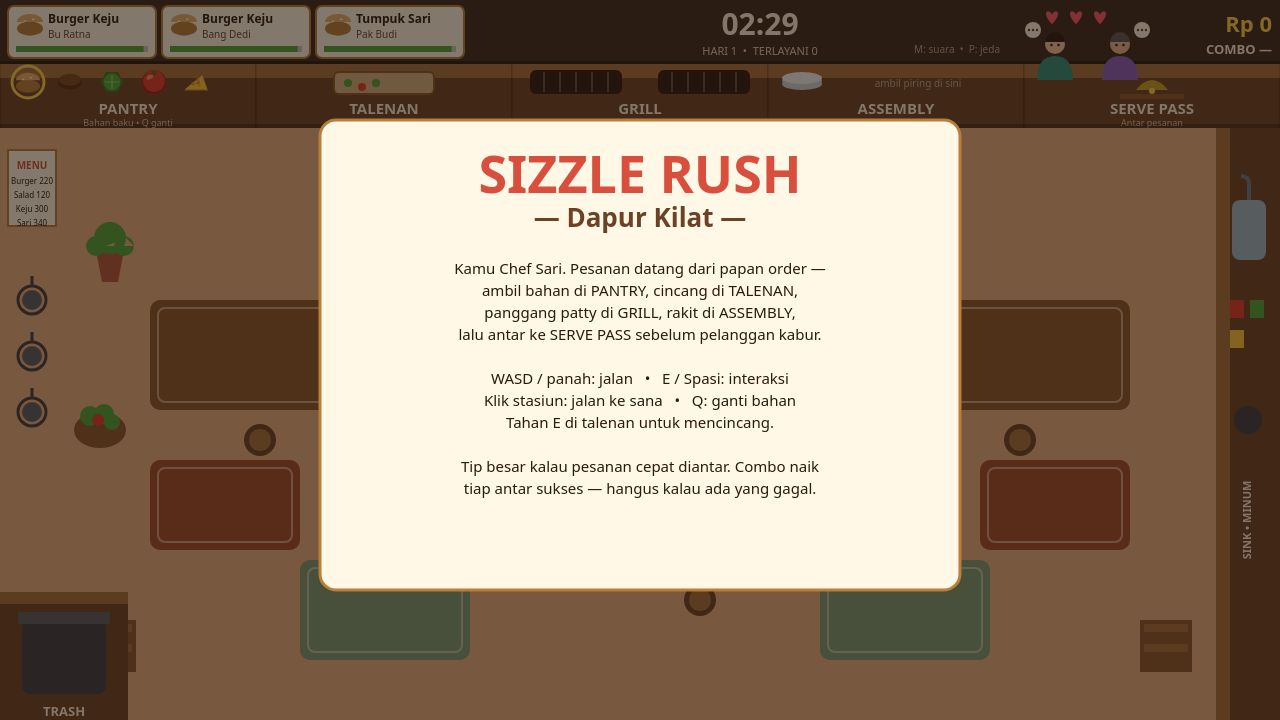 Burger Keju
Bu Ratna
Burger Keju
Bang Dedi
Tumpuk Sari
Pak Budi
02:29
HARI 1 • TERLAYANI 0
M: suara • P: jeda
Rp 0
COMBO —
PANTRY
Bahan baku • Q ganti
TALENAN
GRILL
ambil piring di sini
ASSEMBLY
SERVE PASS
Antar pesanan
MENU
Burger 220
Salad 120
Keju 300
Sari 340
SIZZLE RUSH
— Dapur Kilat —
Kamu Chef Sari. Pesanan datang dari papan order —
ambil bahan di PANTRY, cincang di TALENAN,
panggang patty di GRILL, rakit di ASSEMBLY,
lalu antar ke SERVE PASS sebelum pelanggan kabur.
WASD / panah: jalan • E / Spasi: interaksi
Klik stasiun: jalan ke sana • Q: ganti bahan
Tahan E di talenan untuk mencincang.
Tip besar kalau pesanan cepat diantar. Combo naik
tiap antar sukses — hangus kalau ada yang gagal.
SINK • MINUM
TRASH